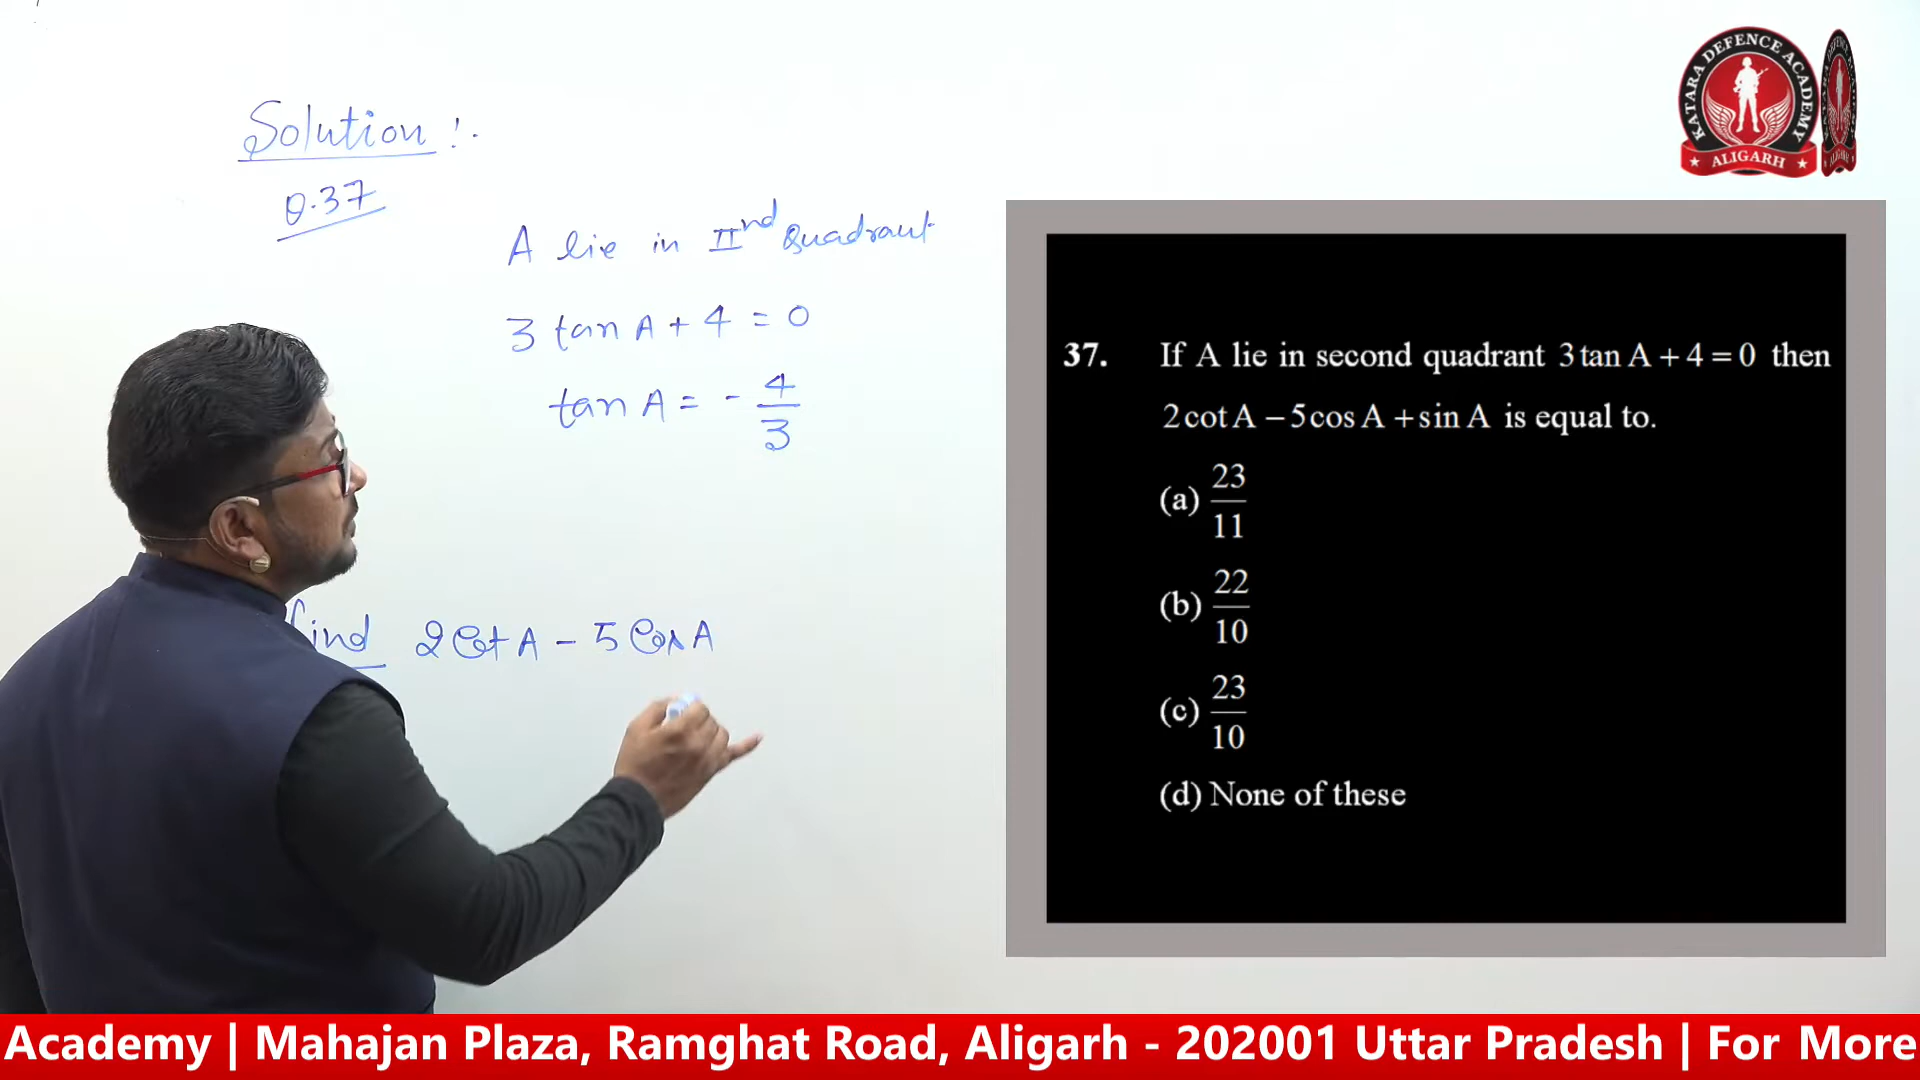 Solution :-
Q.37
A lie in IInd Quadrant
3 tan A + 4 = 0
tan A = - 4/3
find 2 Cot A - 5 Cos A
KATARA DEFENCE ACADEMY
ALIGARH
37. If A lie in second quadrant 3 tan A + 4 = 0 then
2 cot A - 5 cos A + sin A is equal to.
(a) 23/11
(b) 22/10
(c) 23/10
(d) None of these
Academy | Mahajan Plaza, Ramghat Road, Aligarh - 202001 Uttar Pradesh | For More